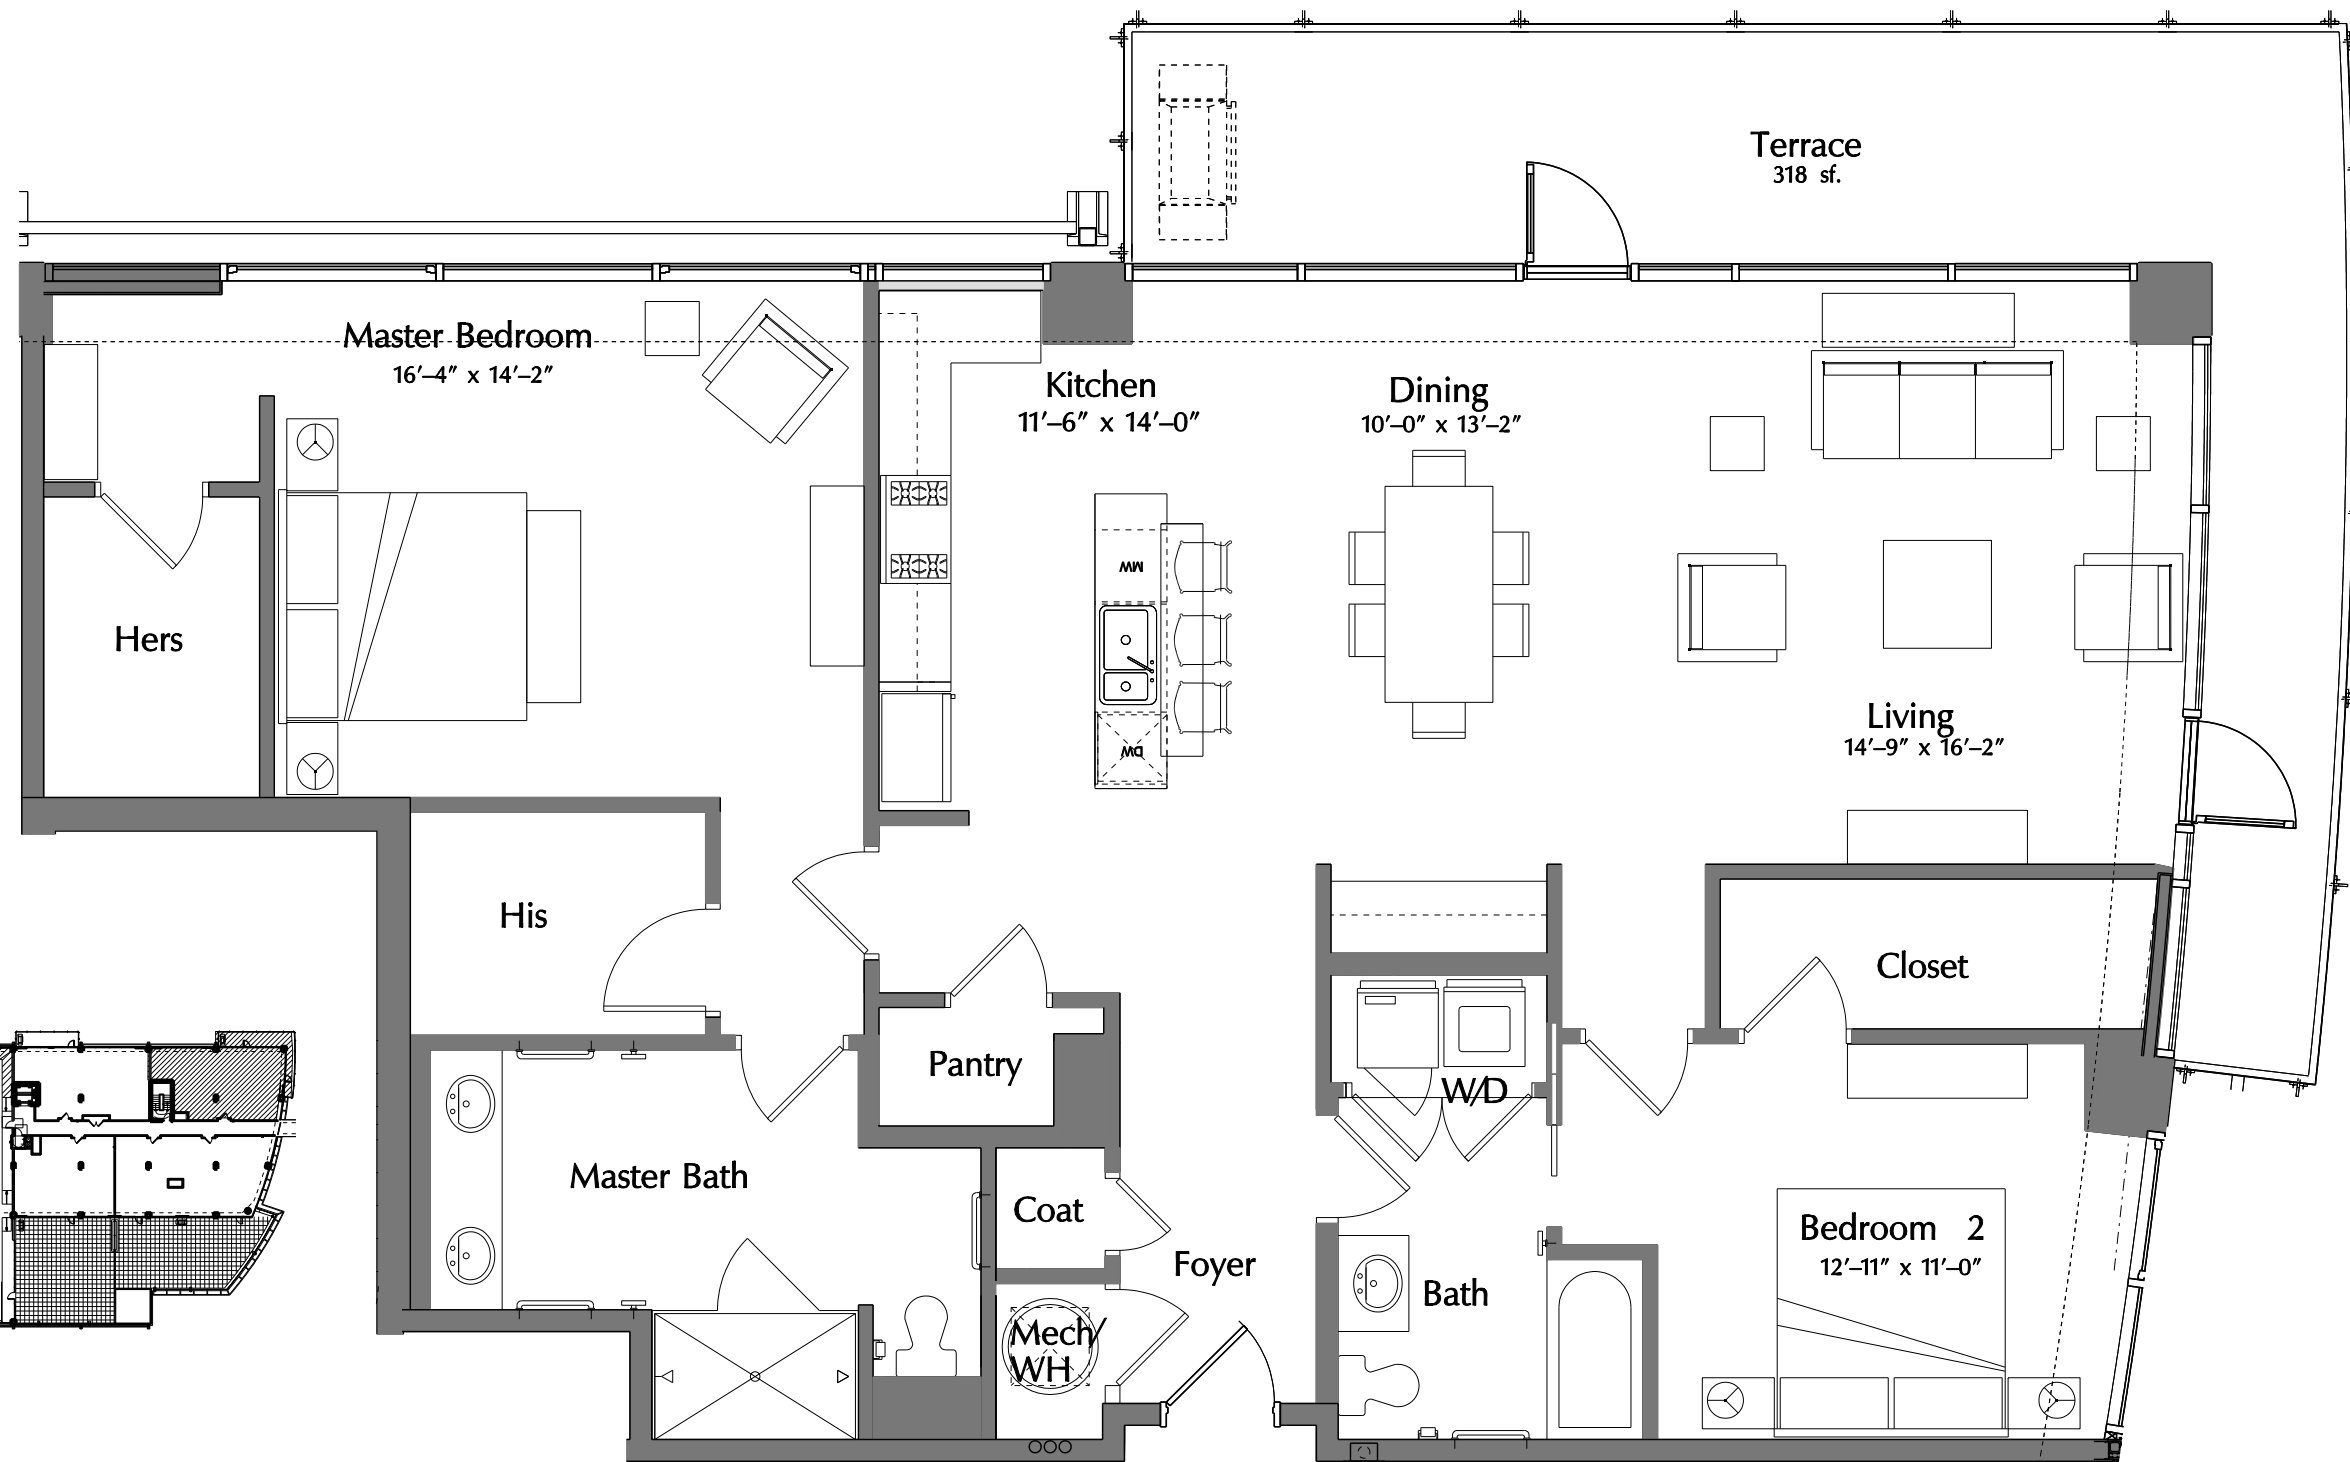 Terrace
318 sf.
Master Bedroom
16′–4″ x 14′–2″
Kitchen
11′–6″ x 14′–0″
Dining
10′–0″ x 13′–2″
MW
Hers
Living
14′–9″ x 16′–2″
DW
His
Closet
Pantry
W/D
Master Bath
Coat
Foyer
Bedroom 2
12′–11″ x 11′–0″
Bath
Mech/
WH